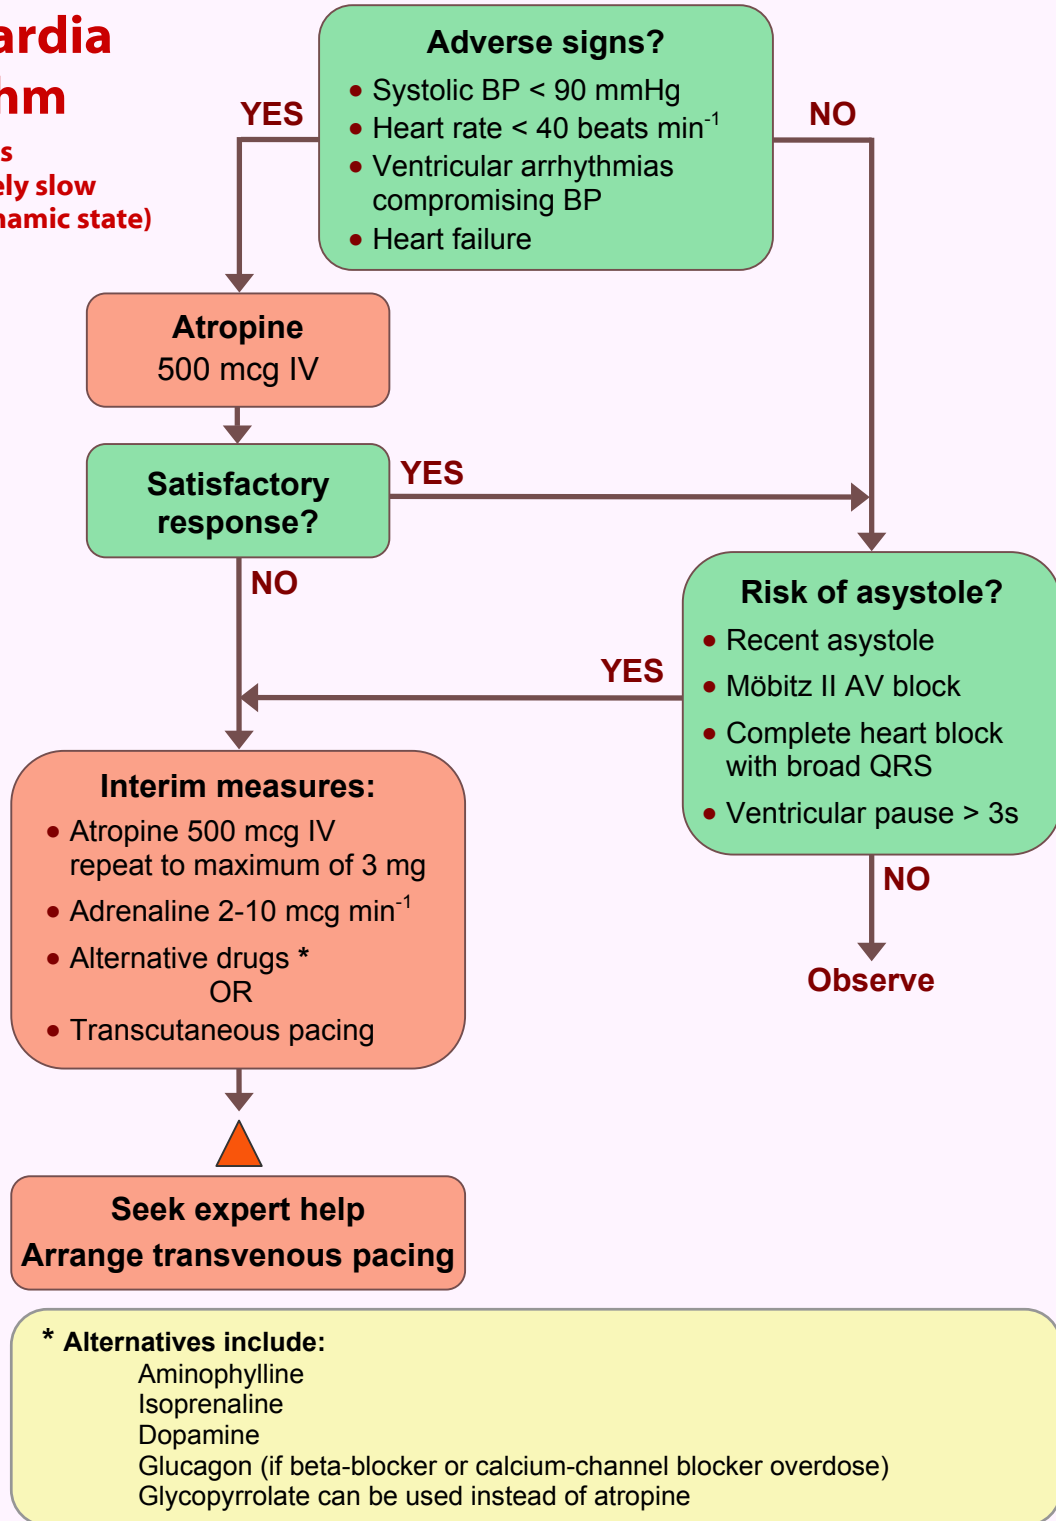 ardia
hm
s
ely slow
namic state)
Adverse signs?
• Systolic BP < 90 mmHg
• Heart rate < 40 beats min⁻¹
• Ventricular arrhythmias
compromising BP
• Heart failure
YES
NO
Atropine
500 mcg IV
Satisfactory
response?
YES
NO
Risk of asystole?
• Recent asystole
• Möbitz II AV block
• Complete heart block
with broad QRS
• Ventricular pause > 3s
YES
NO
Observe
Interim measures:
• Atropine 500 mcg IV
repeat to maximum of 3 mg
• Adrenaline 2-10 mcg min⁻¹
• Alternative drugs *
OR
• Transcutaneous pacing
Seek expert help
Arrange transvenous pacing
* Alternatives include:
Aminophylline
Isoprenaline
Dopamine
Glucagon (if beta-blocker or calcium-channel blocker overdose)
Glycopyrrolate can be used instead of atropine